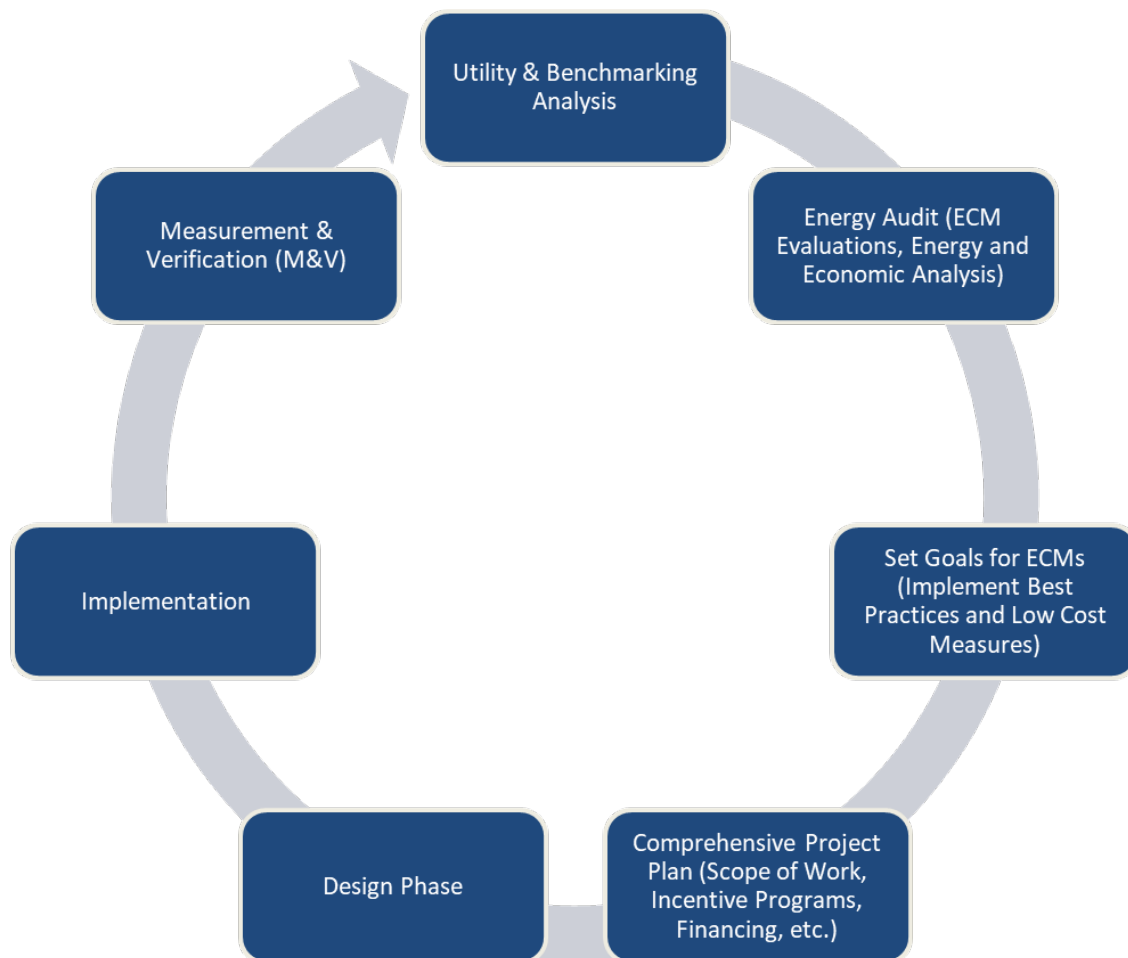 Utility & Benchmarking
Analysis
Energy Audit (ECM
Evaluations, Energy and
Economic Analysis)
Set Goals for ECMs
(Implement Best
Practices and Low Cost
Measures)
Comprehensive Project
Plan (Scope of Work,
Incentive Programs,
Financing, etc.)
Design Phase
Implementation
Measurement &
Verification (M&V)